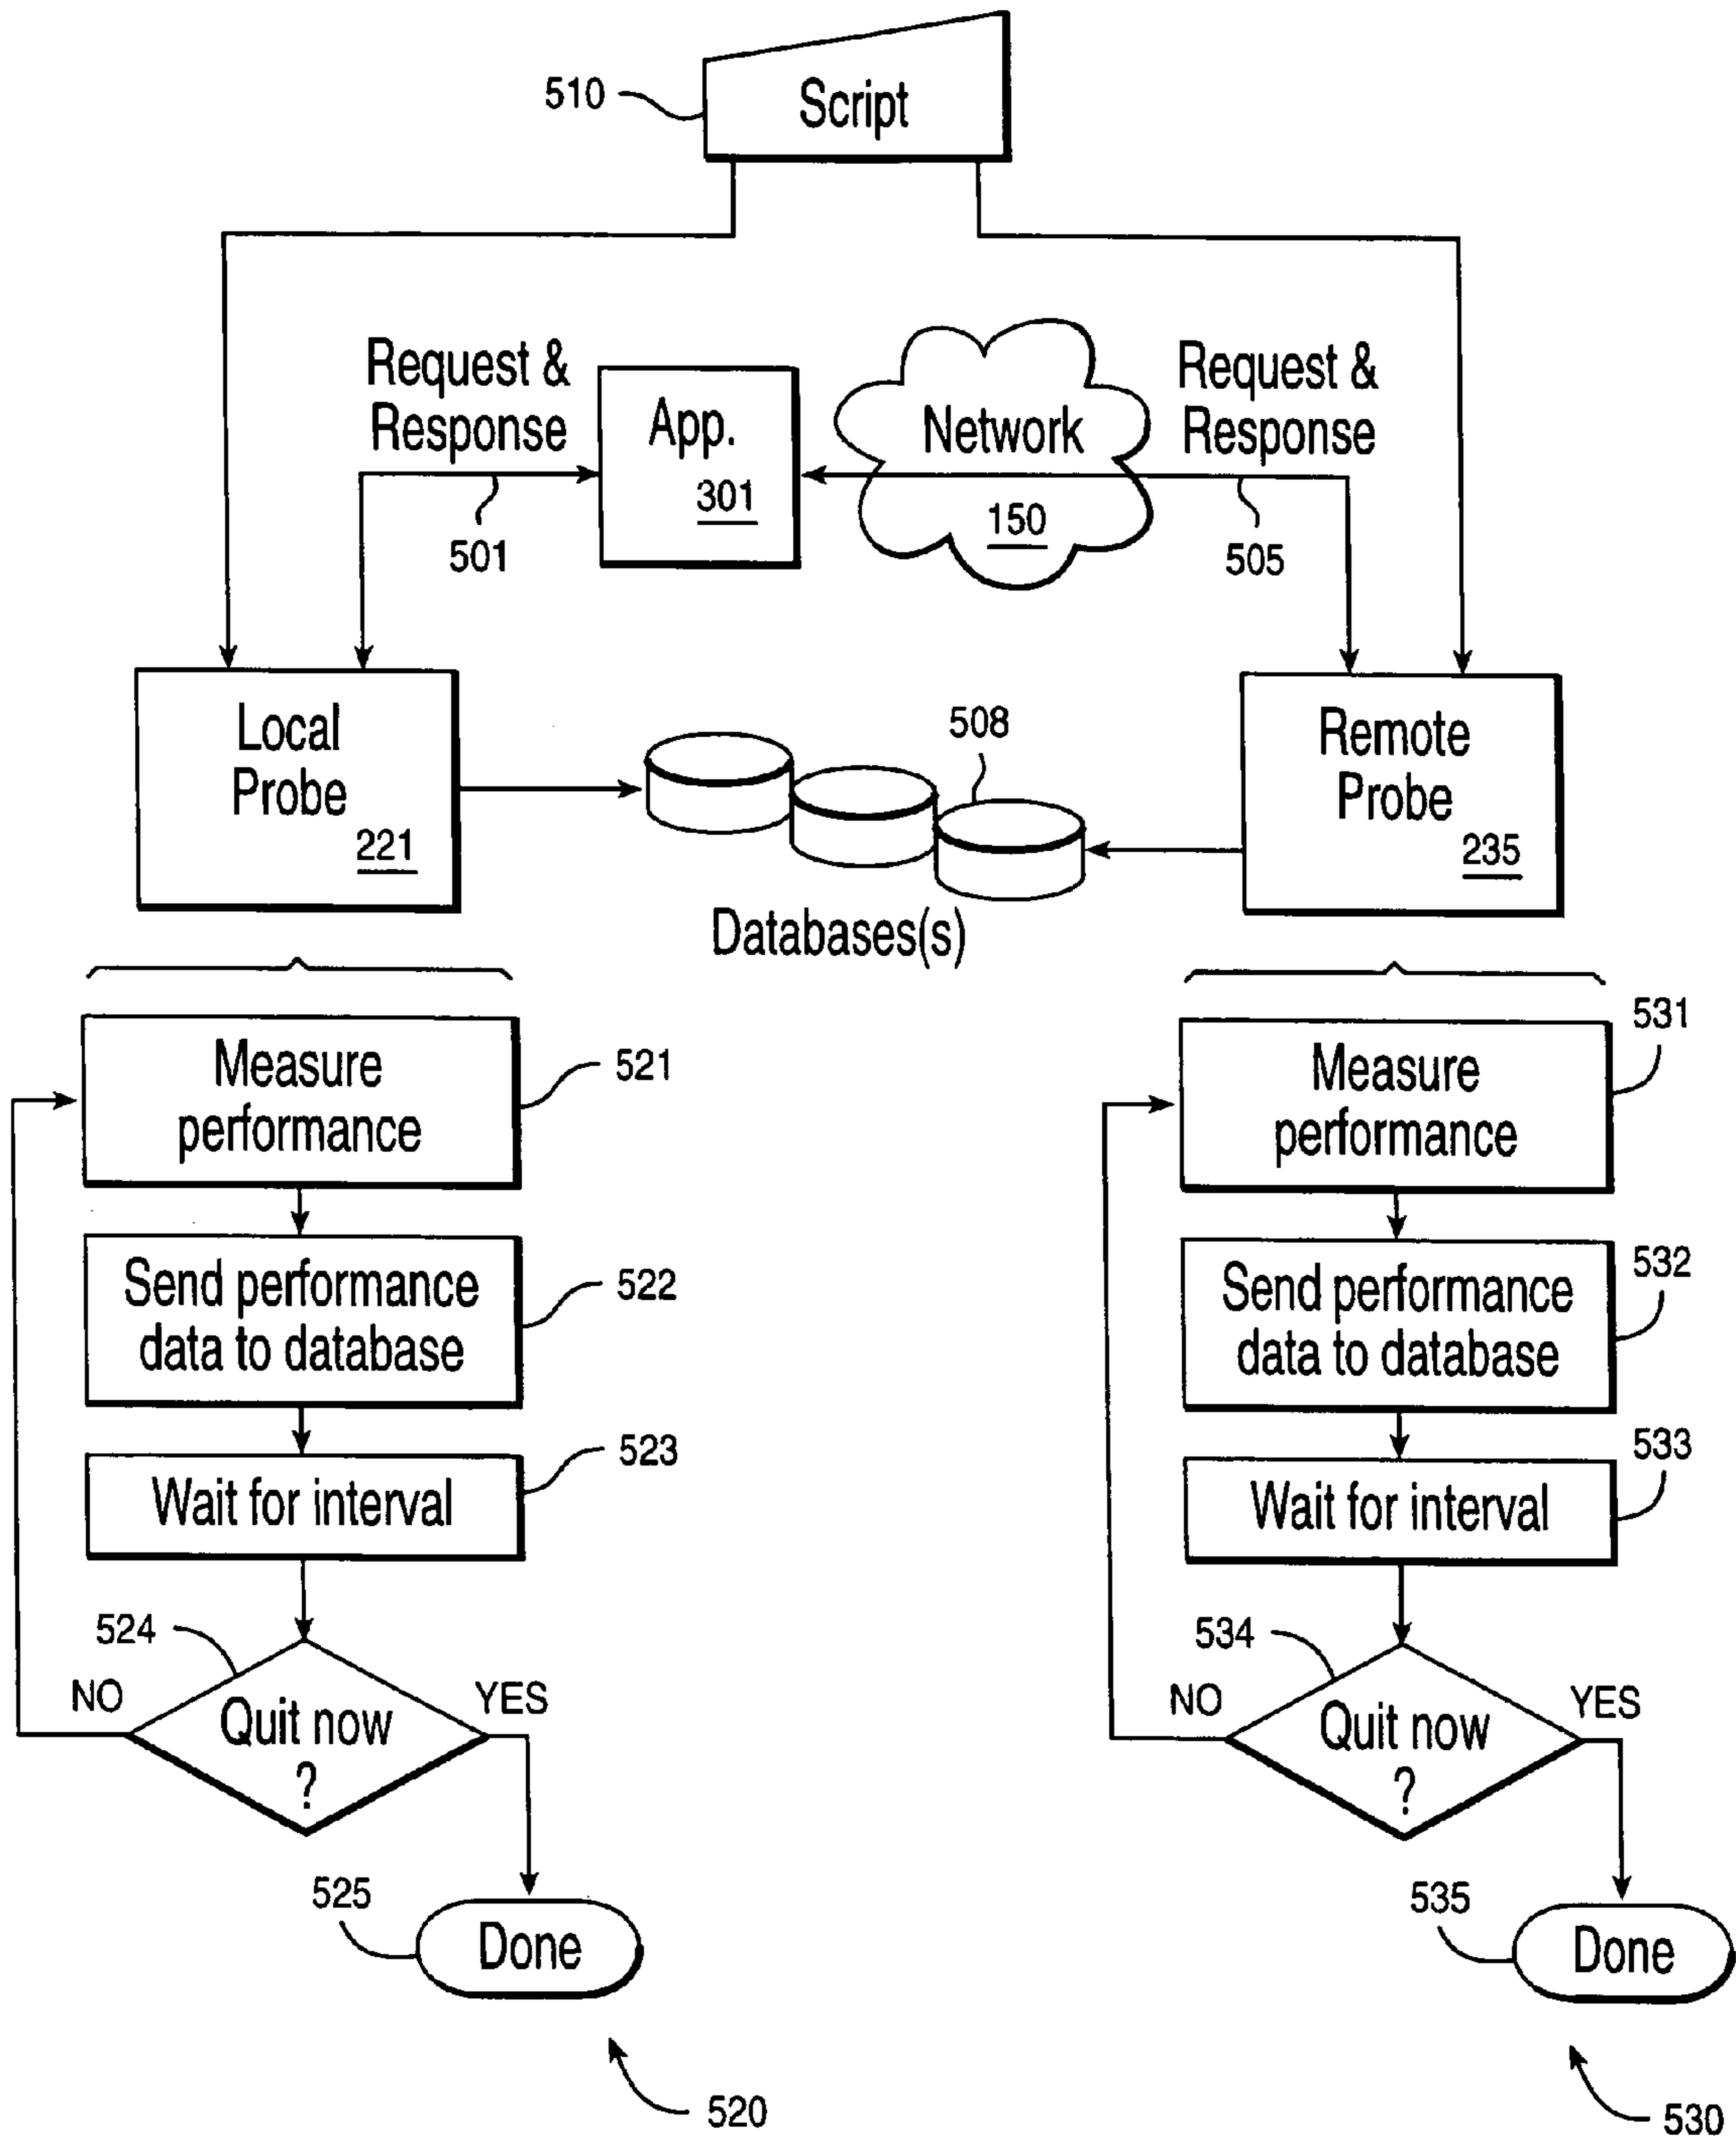 510
Script
Request &
Response
App.
301
Network
150
Request &
Response
501
505
Local
Probe
221
508
Databases(s)
Remote
Probe
235
Measure
performance
521
Send performance
data to database
522
Wait for interval
523
524
NO
YES
Quit now
?
525
Done
520
531
Measure
performance
532
Send performance
data to database
533
Wait for interval
534
NO
YES
Quit now
?
535
Done
530